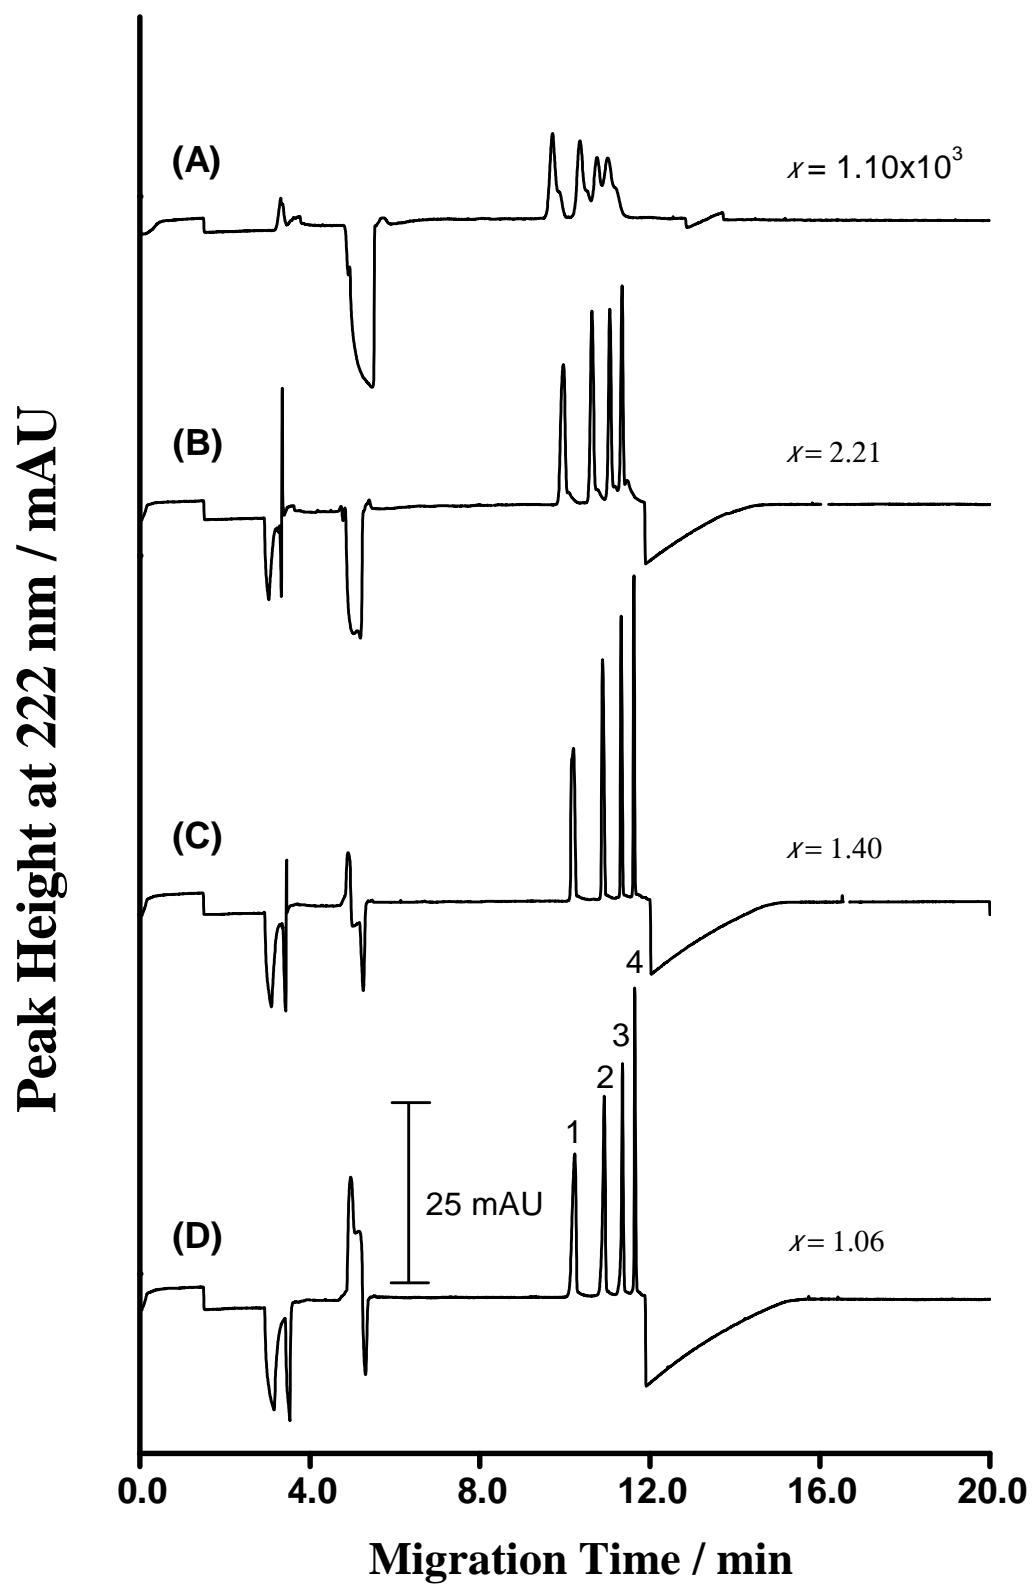 (A)
𝑥 = 1.10x10³
(B)
𝑥 = 2.21
Peak Height at 222 nm / mAU
(C)
𝑥 = 1.40
4
3
2
1
25 mAU
(D)
𝑥 = 1.06
0.0 4.0 8.0 12.0 16.0 20.0
Migration Time / min